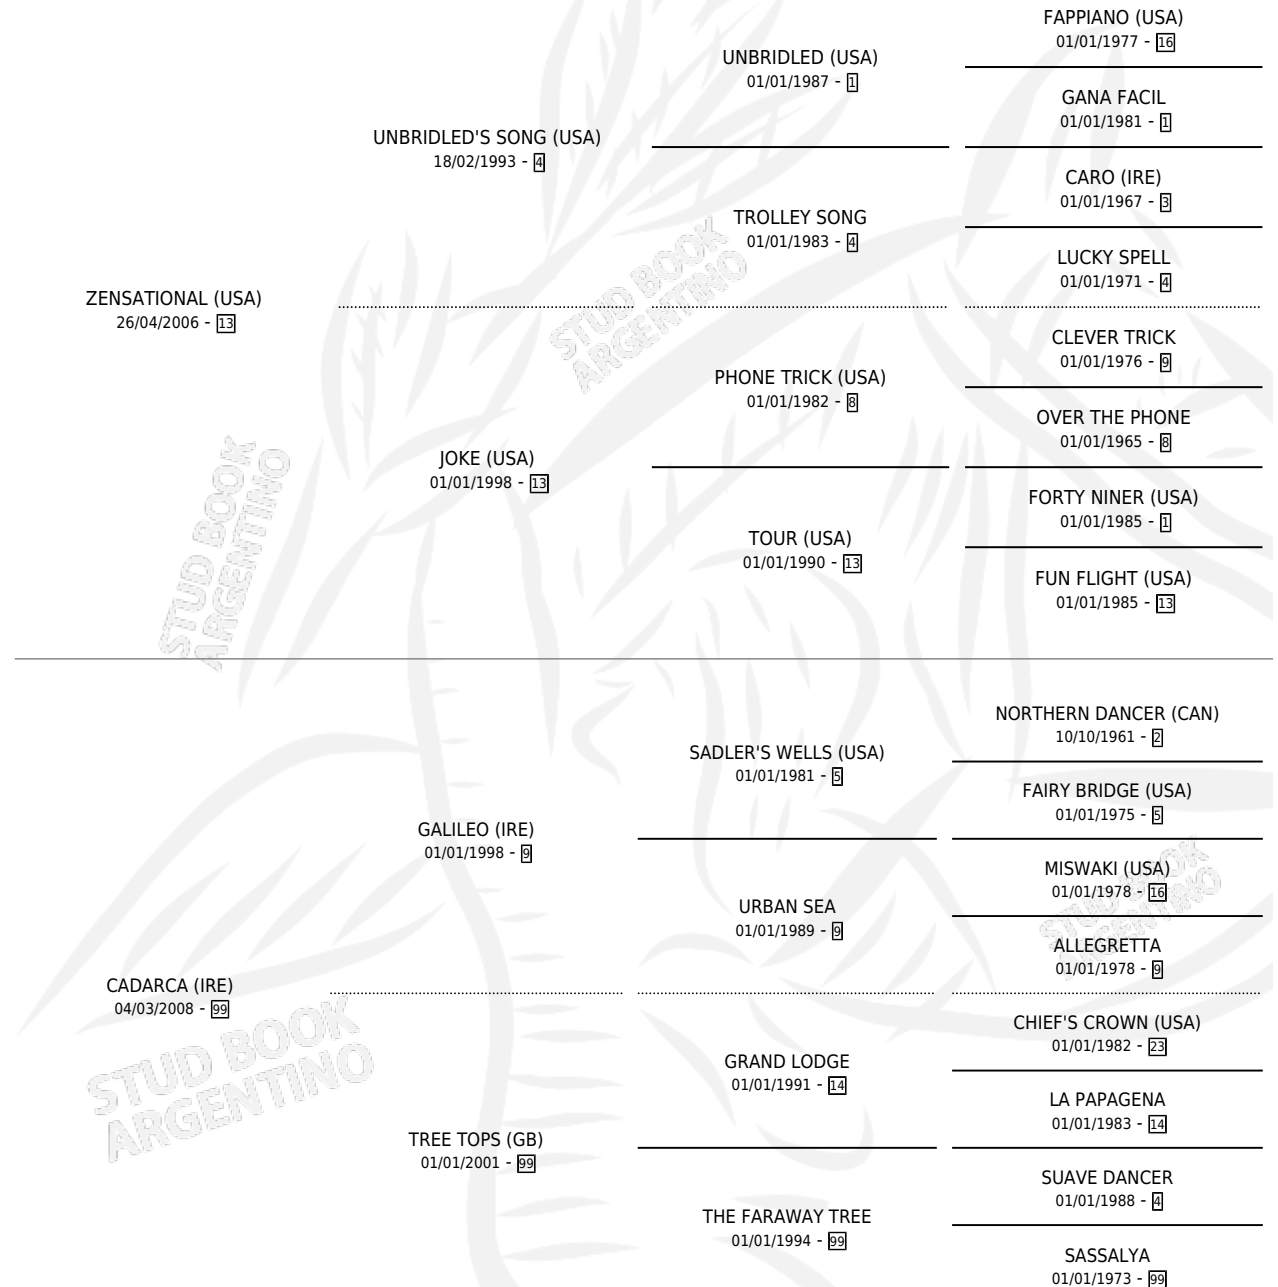 FAPPIANO (USA)
01/01/1977 - 16
UNBRIDLED (USA)
01/01/1987 - 1
GANA FACIL
01/01/1981 - 1
UNBRIDLED'S SONG (USA)
18/02/1993 - 4
CARO (IRE)
01/01/1967 - 3
TROLLEY SONG
01/01/1983 - 4
LUCKY SPELL
01/01/1971 - 4
ZENSATIONAL (USA)
26/04/2006 - 13
STUD BOOK
ARGENTINO
CLEVER TRICK
01/01/1976 - 9
PHONE TRICK (USA)
01/01/1982 - 8
OVER THE PHONE
01/01/1965 - 8
JOKE (USA)
01/01/1998 - 13
FORTY NINER (USA)
01/01/1985 - 1
TOUR (USA)
01/01/1990 - 13
FUN FLIGHT (USA)
01/01/1985 - 13
STUD BOOK
ARGENTINO
NORTHERN DANCER (CAN)
10/10/1961 - 2
SADLER'S WELLS (USA)
01/01/1981 - 5
FAIRY BRIDGE (USA)
01/01/1975 - 5
GALILEO (IRE)
01/01/1998 - 9
MISWAKI (USA)
01/01/1978 - 16
URBAN SEA
01/01/1989 - 9
STUD BOOK
ARGENTINO
ALLEGRETTA
01/01/1978 - 9
CADARCA (IRE)
04/03/2008 - 99
CHIEF'S CROWN (USA)
01/01/1982 - 23
GRAND LODGE
01/01/1991 - 14
STUD BOOK
ARGENTINO
LA PAPAGENA
01/01/1983 - 14
TREE TOPS (GB)
01/01/2001 - 99
SUAVE DANCER
01/01/1988 - 4
THE FARAWAY TREE
01/01/1994 - 99
SASSALYA
01/01/1973 - 99